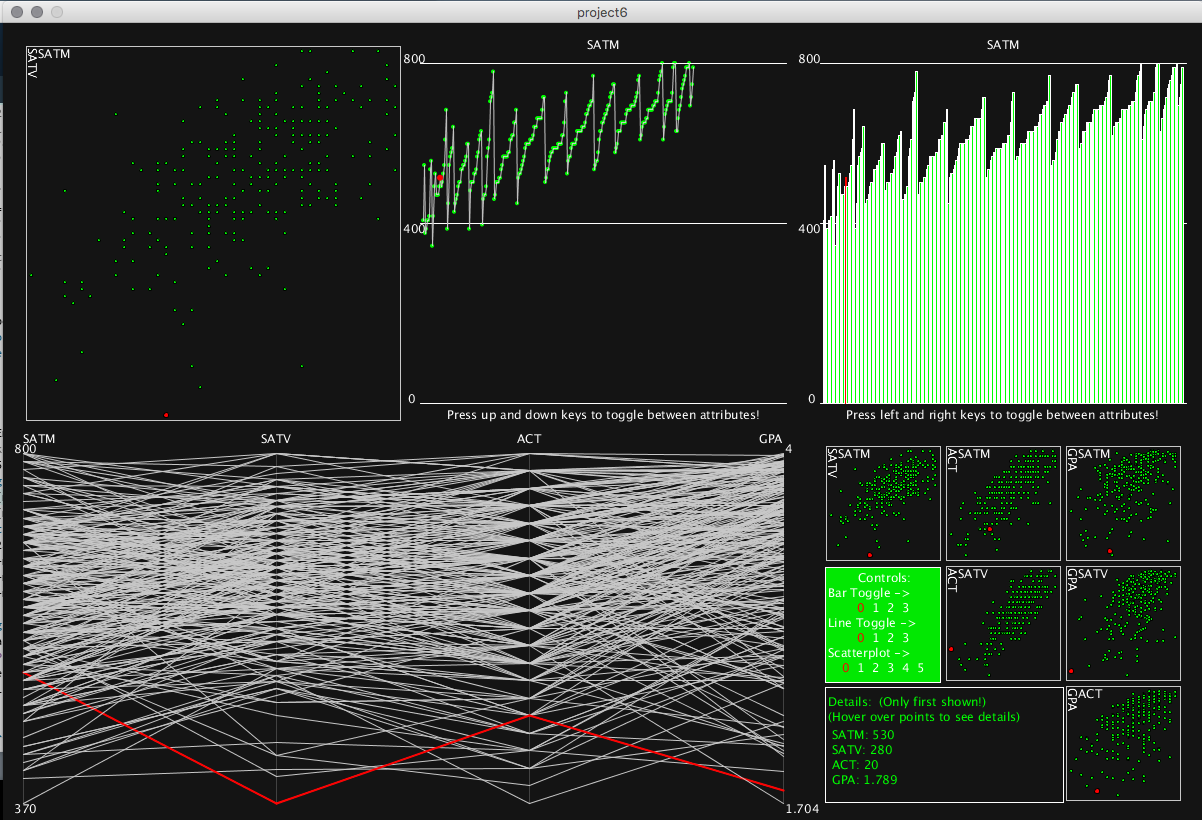 project6
SATM
SATV
SATM
800
400
0
Press up and down keys to toggle between attributes!
SATM
800
400
0
Press left and right keys to toggle between attributes!
SATM
SATV
ACT
GPA
800
4
370
1.704
SATM
SATV
SATM
ACT
SATM
GPA
Controls:
Bar Toggle ->
0 1 2 3
Line Toggle ->
0 1 2 3
Scatterplot ->
0 1 2 3 4 5
SATV
ACT
SATV
GPA
Details: (Only first shown!)
(Hover over points to see details)
SATM: 530
SATV: 280
ACT: 20
GPA: 1.789
ACT
GPA